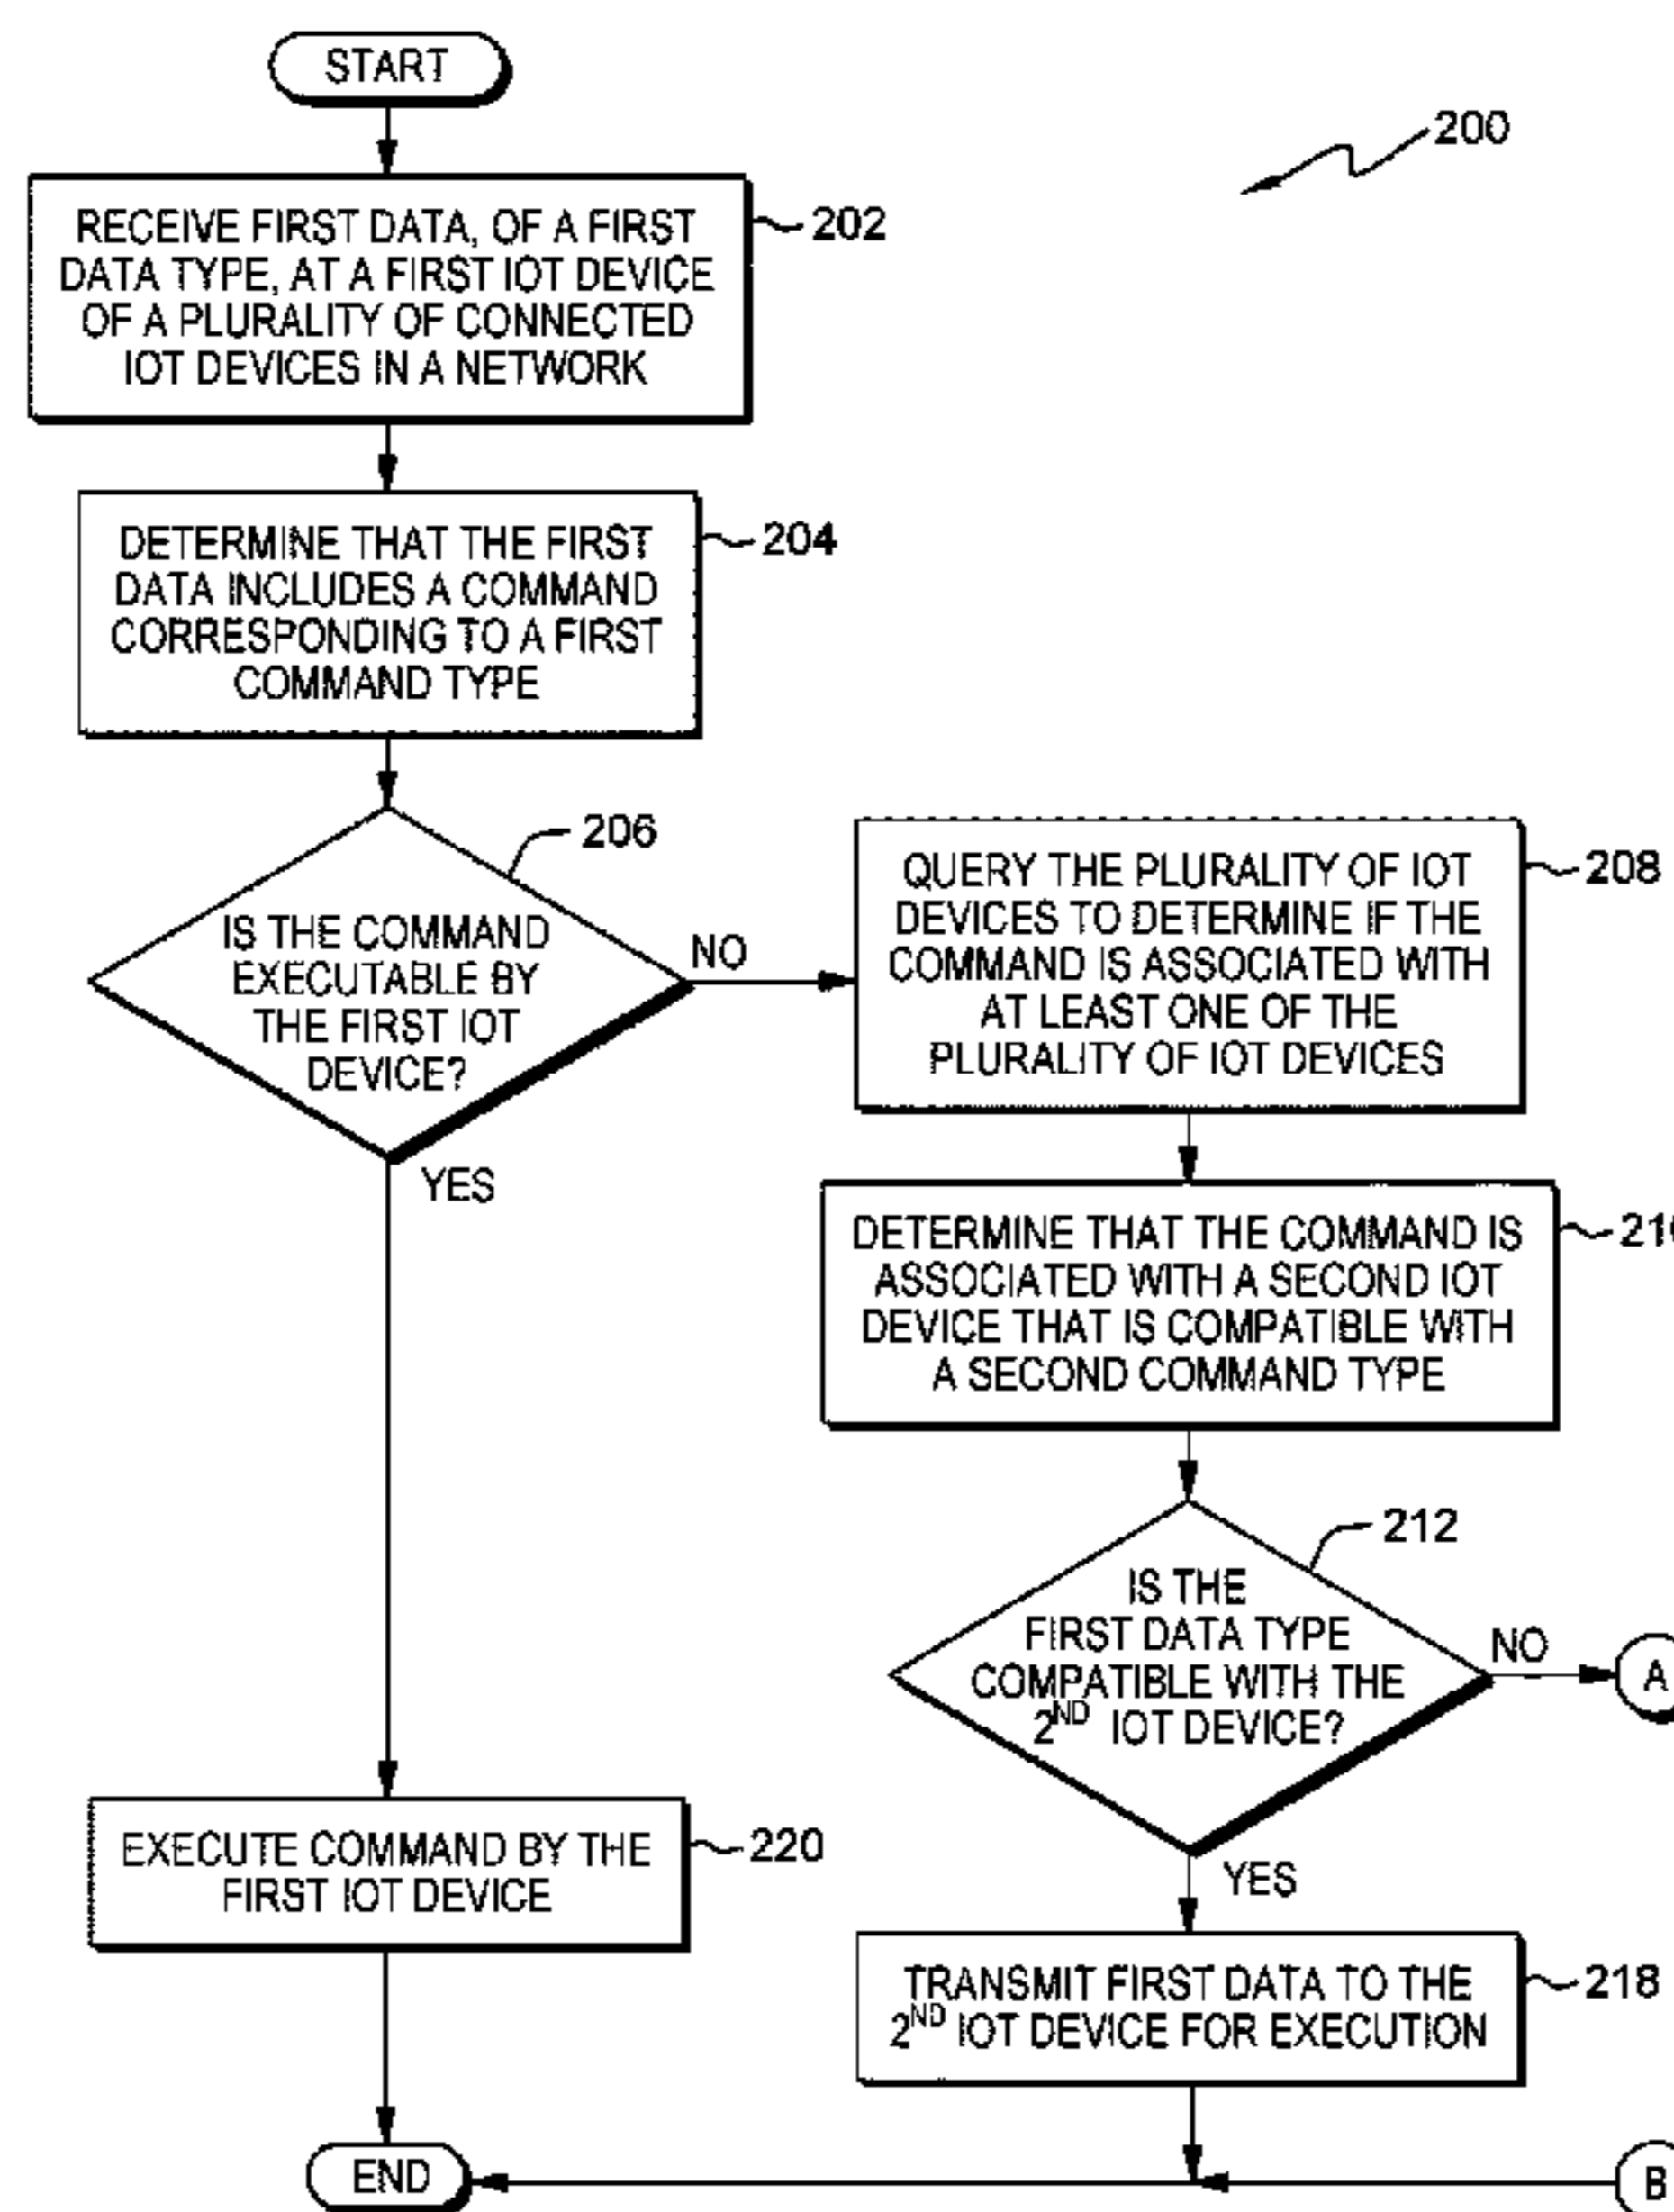 START
200
RECEIVE FIRST DATA, OF A FIRST
DATA TYPE, AT A FIRST IOT DEVICE
OF A PLURALITY OF CONNECTED
IOT DEVICES IN A NETWORK
202
DETERMINE THAT THE FIRST
DATA INCLUDES A COMMAND
CORRESPONDING TO A FIRST
COMMAND TYPE
204
206
IS THE COMMAND
EXECUTABLE BY
THE FIRST IOT
DEVICE?
NO
YES
QUERY THE PLURALITY OF IOT
DEVICES TO DETERMINE IF THE
COMMAND IS ASSOCIATED WITH
AT LEAST ONE OF THE
PLURALITY OF IOT DEVICES
208
DETERMINE THAT THE COMMAND IS
ASSOCIATED WITH A SECOND IOT
DEVICE THAT IS COMPATIBLE WITH
A SECOND COMMAND TYPE
212
IS THE
FIRST DATA TYPE
COMPATIBLE WITH THE
2ND IOT DEVICE?
NO
A
YES
EXECUTE COMMAND BY THE
FIRST IOT DEVICE
220
TRANSMIT FIRST DATA TO THE
2ND IOT DEVICE FOR EXECUTION
218
END
B